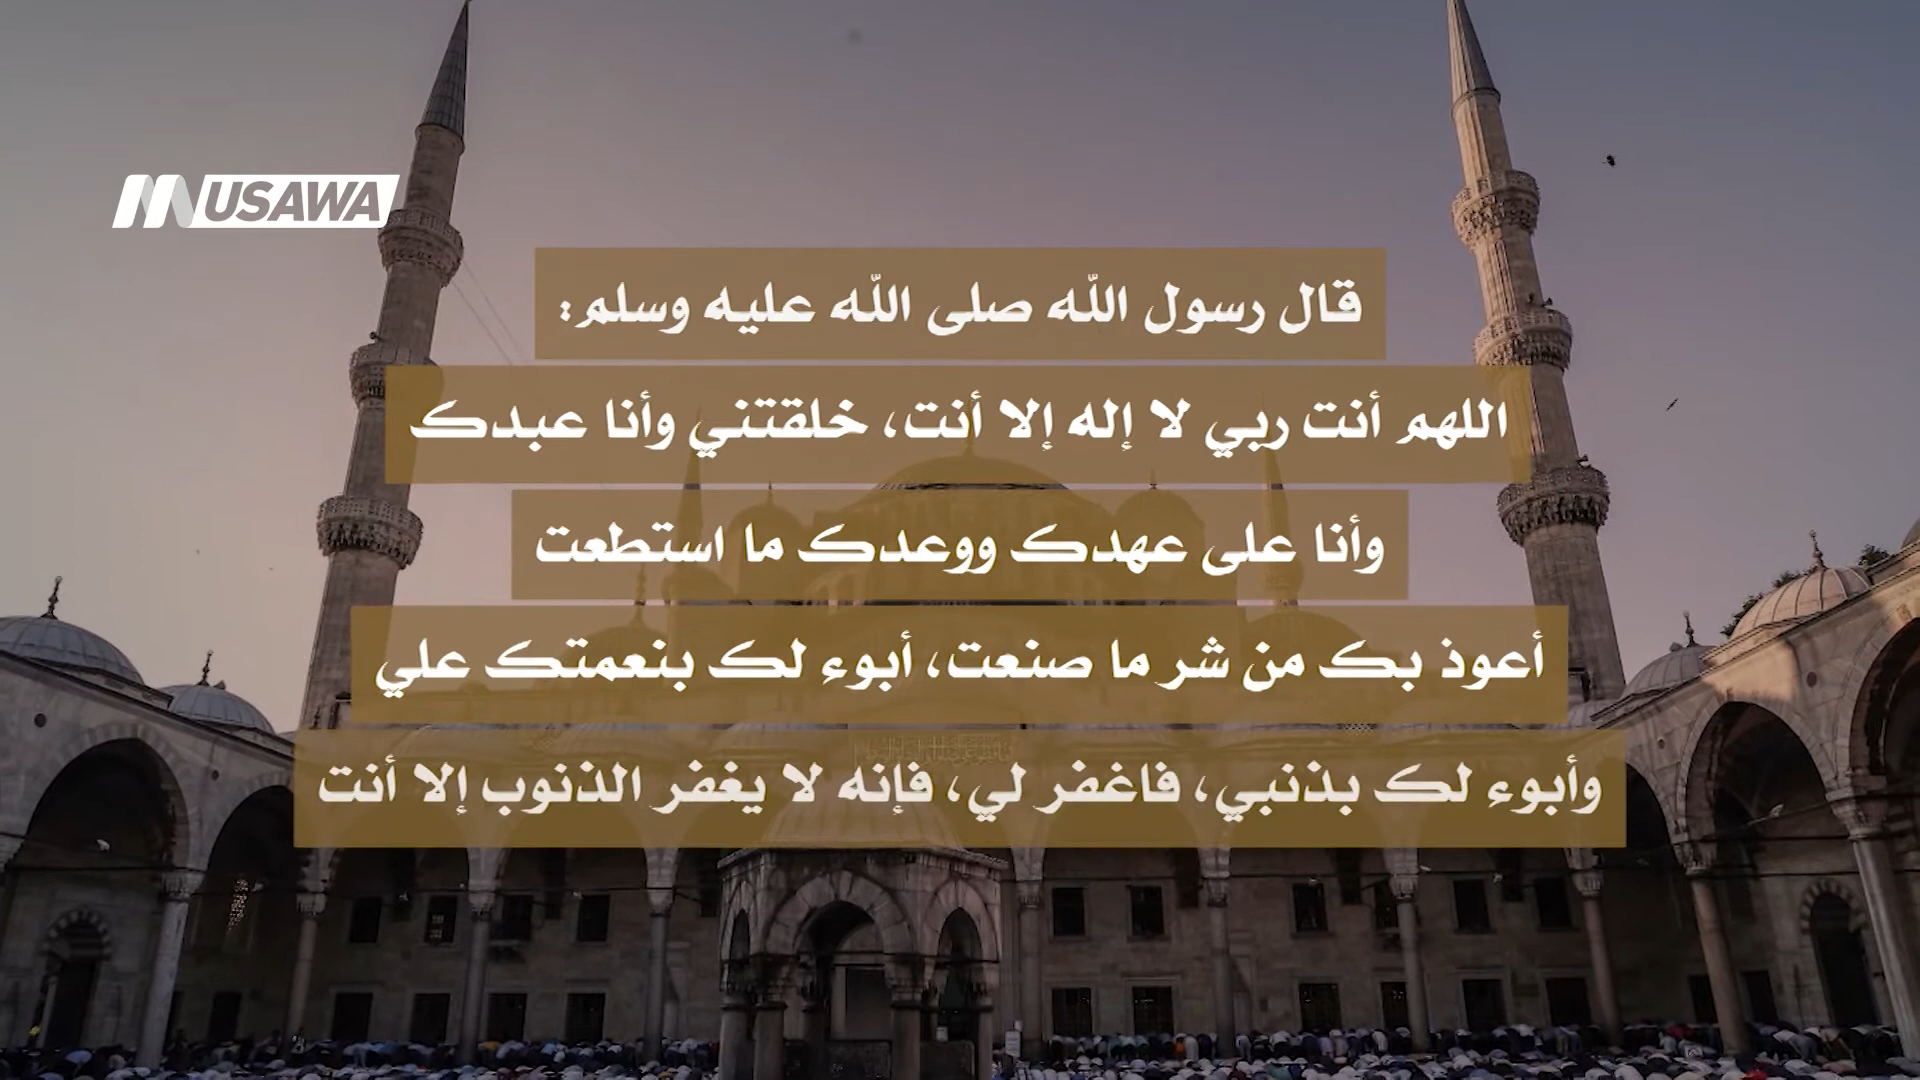 MUSAWA
قال رسول الله صلى الله عليه وسلم:
اللهم أنت ربي لا إله إلا أنت، خلقتني وأنا عبدك
وأنا على عهدك ووعدك ما استطعت
أعوذ بك من شر ما صنعت، أبوء لك بنعمتك علي
وأبوء لك بذنبي، فاغفر لي، فإنه لا يغفر الذنوب إلا أنت